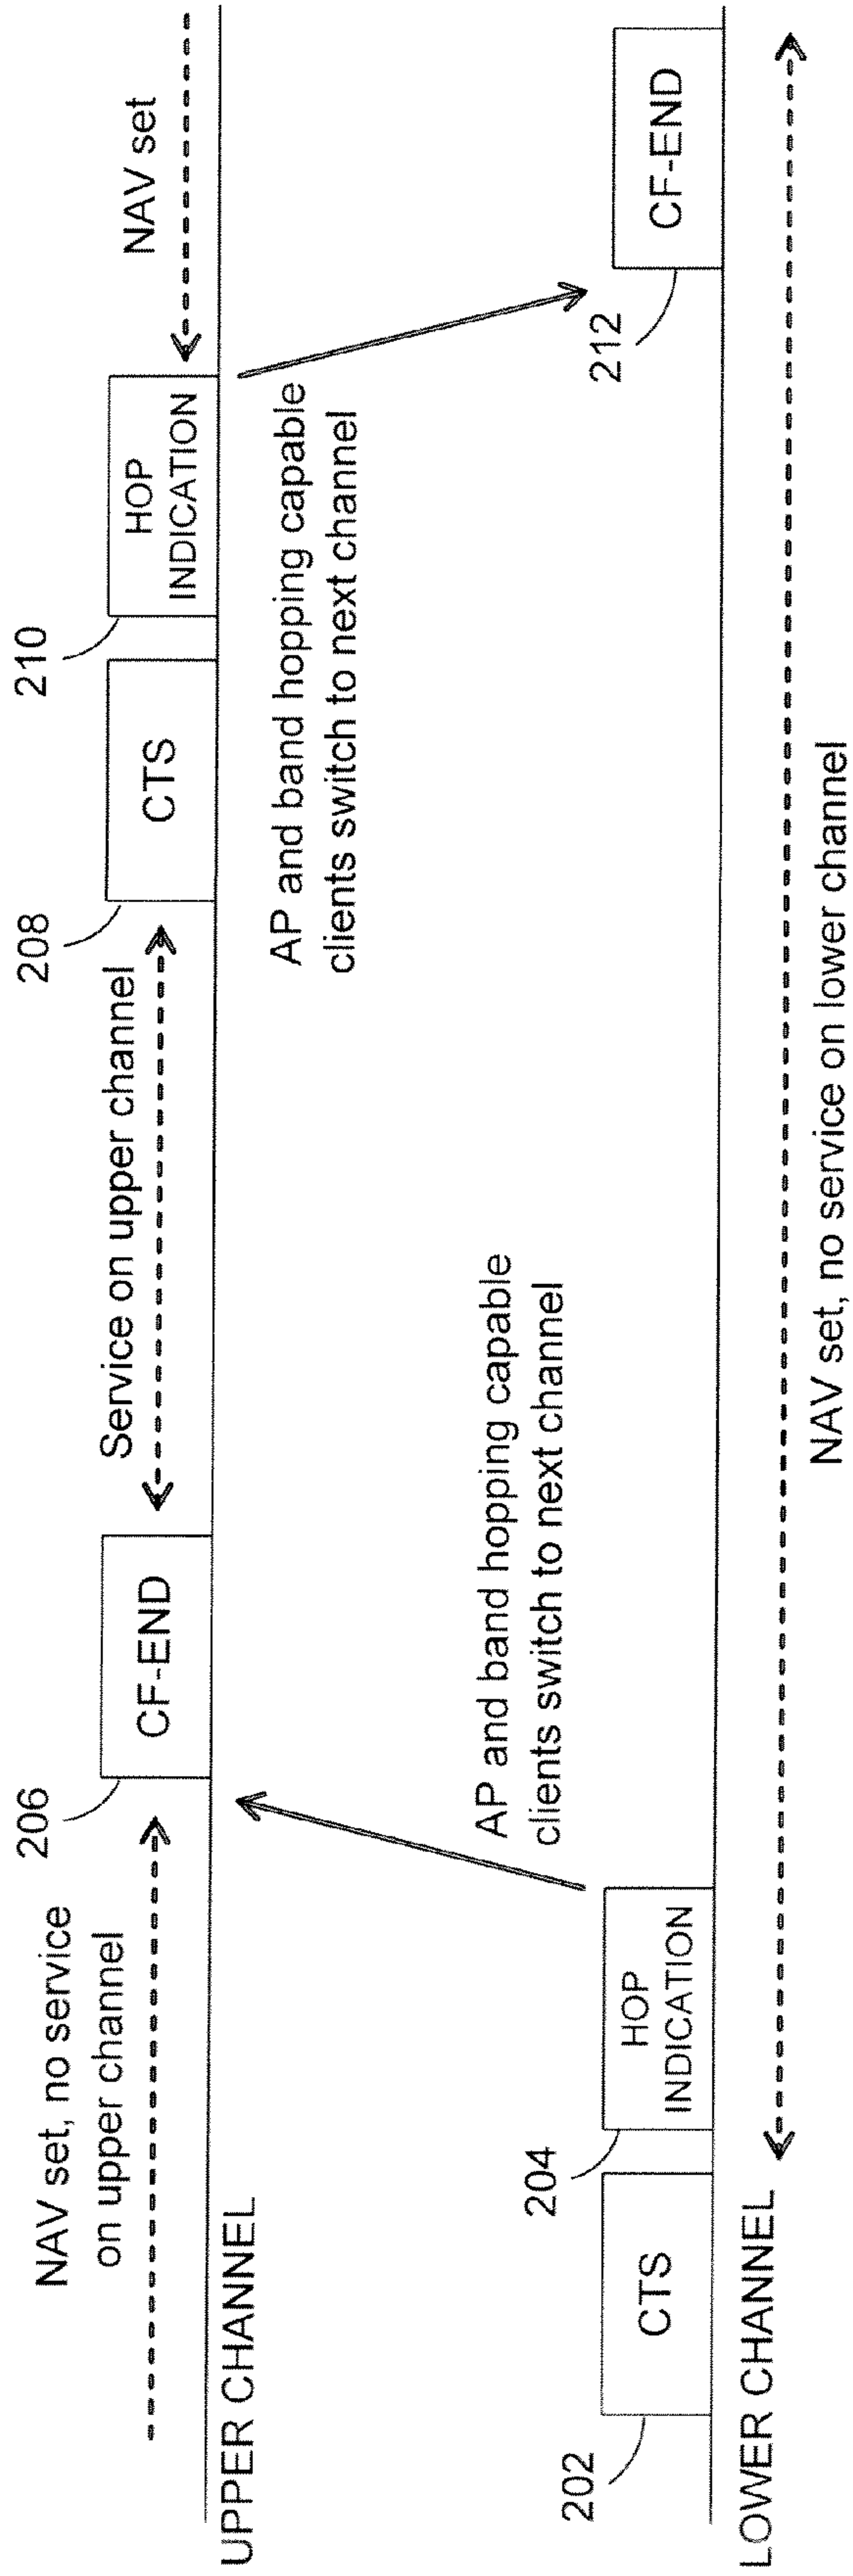 NAV set, no service
on upper channel
206
CF-END
Service on upper channel
208
CTS
210
HOP
INDICATION
NAV set
UPPER CHANNEL
AP and band hopping capable
clients switch to next channel
AP and band hopping capable
clients switch to next channel
202
CTS
204
HOP
INDICATION
212
CF-END
LOWER CHANNEL
NAV set, no service on lower channel